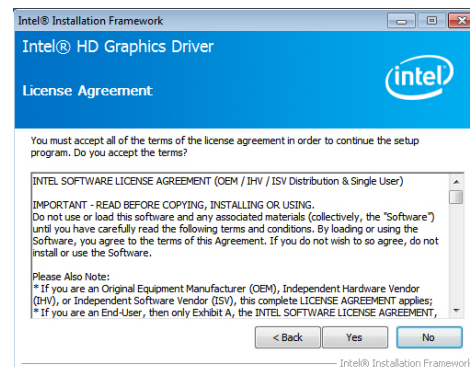 Intel® Installation Framework
Intel® HD Graphics Driver
License Agreement
(intel)
You must accept all of the terms of the license agreement in order to continue the setup
program. Do you accept the terms?
INTEL SOFTWARE LICENSE AGREEMENT (OEM / IHV / ISV Distribution & Single User)
IMPORTANT - READ BEFORE COPYING, INSTALLING OR USING.
Do not use or load this software and any associated materials (collectively, the "Software")
until you have carefully read the following terms and conditions. By loading or using the
Software, you agree to the terms of this Agreement. If you do not wish to so agree, do not
install or use the Software.
Please Also Note:
* If you are an Original Equipment Manufacturer (OEM), Independent Hardware Vendor
(IHV), or Independent Software Vendor (ISV), this complete LICENSE AGREEMENT applies;
* If you are an End-User, then only Exhibit A, the INTEL SOFTWARE LICENSE AGREEMENT,
< Back
Yes
No
Intel® Installation Framework